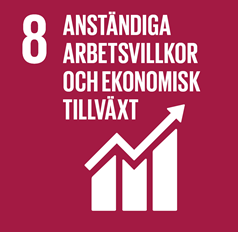 8 ANSTÄNDIGA
ARBETSVILLKOR
OCH EKONOMISK
TILLVÄXT